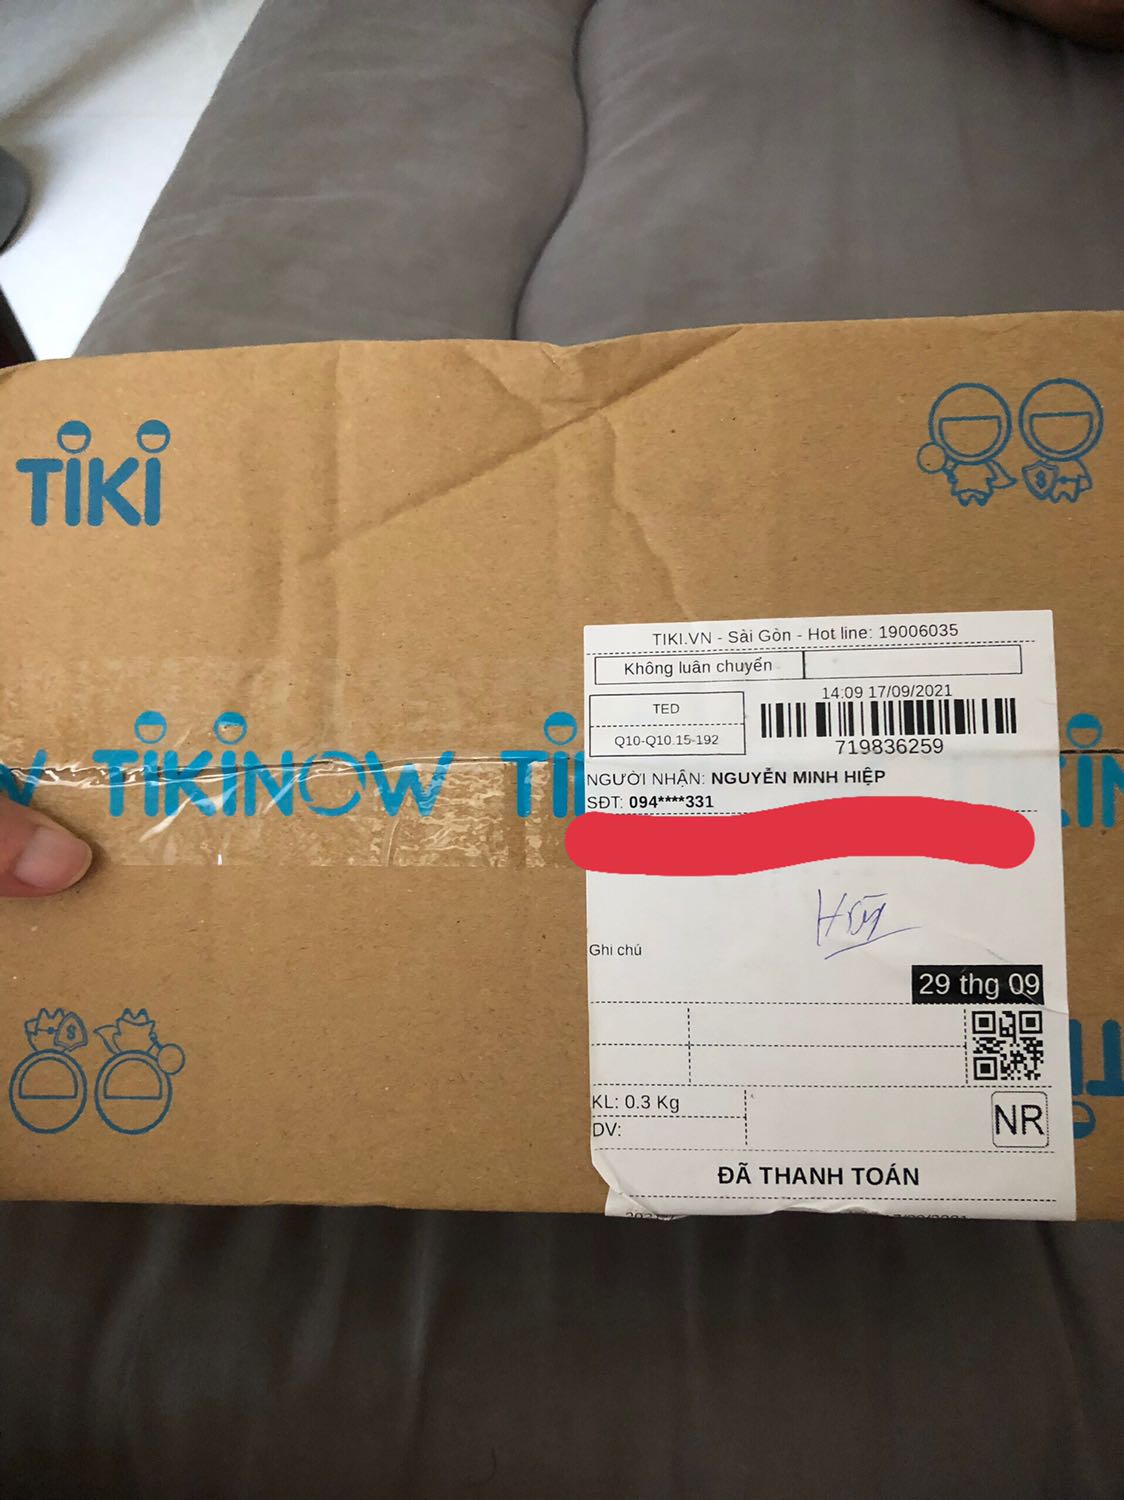 TIKI
TIKI.VN - Sài Gòn - Hot line: 19006035
Không luân chuyển
14:09 17/09/2021
TED
Q10-Q10.15-192
719836259
TIKINOW
NGƯỜI NHẬN: NGUYỄN MINH HIỆP
SĐT: 094****331
Ghi chú
29 thg 09
KL: 0.3 Kg
DV:
NR
ĐÃ THANH TOÁN